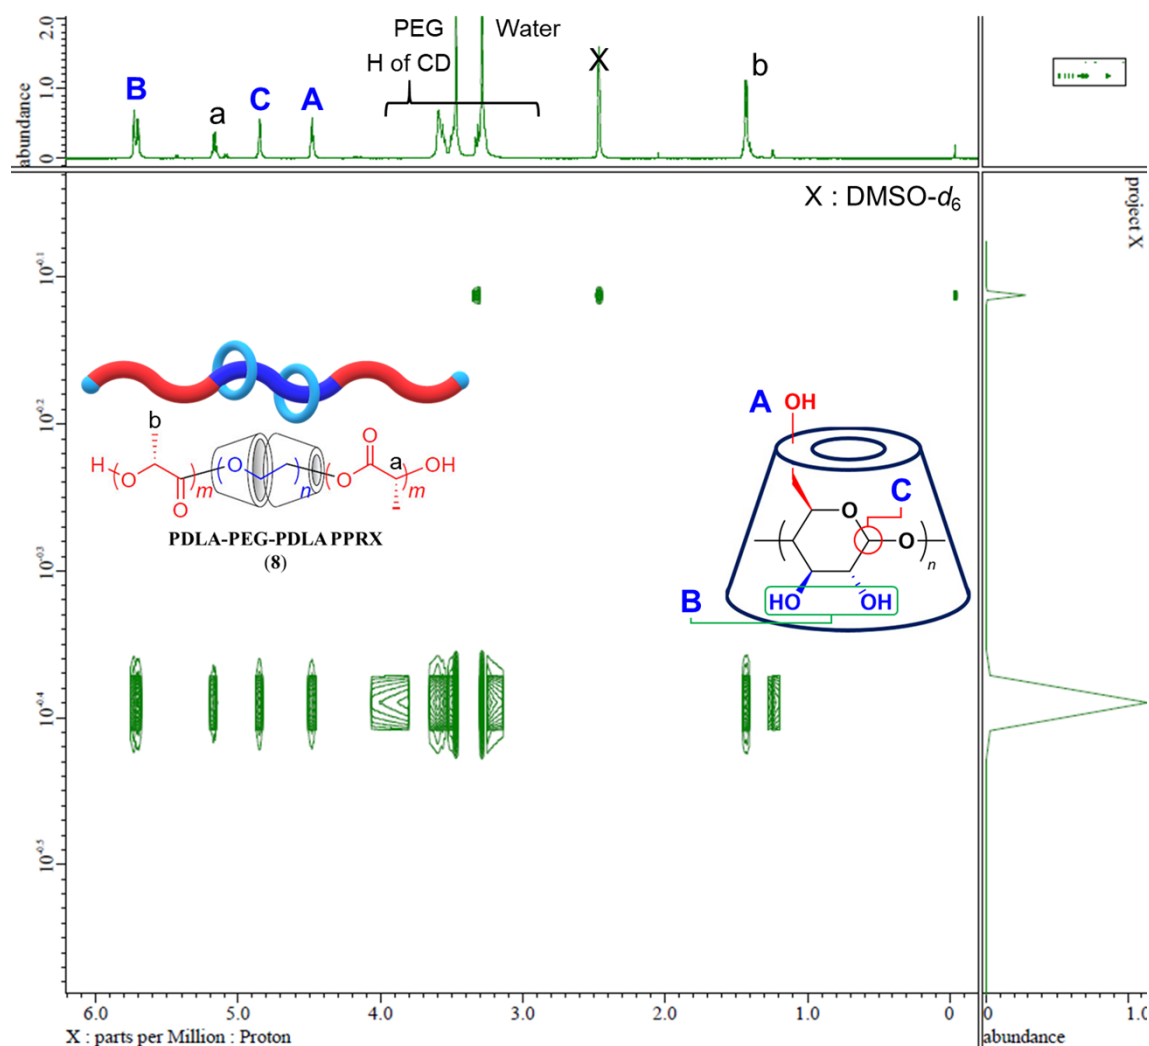 2.0
PEG
Water
H of CD
X
b
abundance
1.0
B
a
C
A
0
X : DMSO-d6
project X
10^-0.1
10^-0.2
A
OH
b
O
H
O
m
O
O
n
O
O
a
OH
m
C
O
O
n
PDLA-PEG-PDLA PPRX
(8)
10^-0.3
HO
OH
B
10^-0.4
10^-0.5
6.0
5.0
4.0
3.0
2.0
1.0
0
0
1.0
X : parts per Million : Proton
abundance